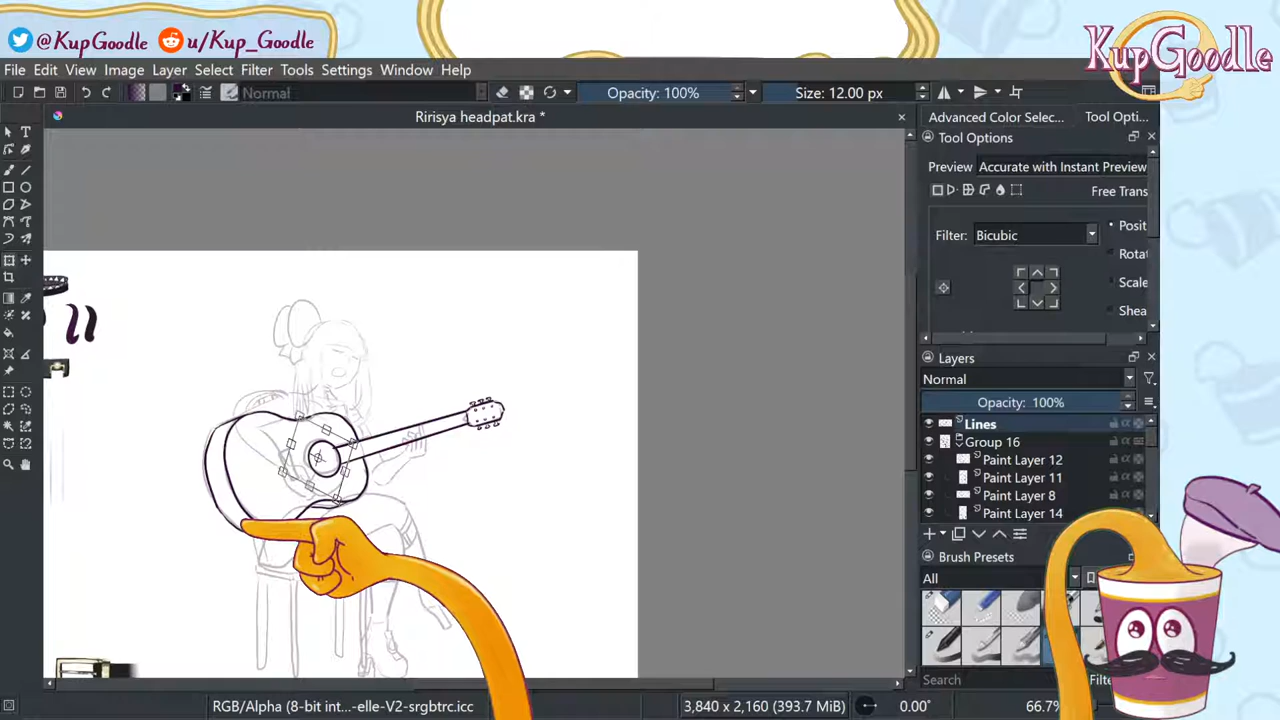 @KupGoodle u/Kup_Goodle
KupGoodle
File Edit View Image Layer Select Filter Tools Settings Window Help
Normal
Opacity: 100%
Size: 12.00 px
Ririsya headpat.kra *
Advanced Color Selec...
Tool Opti...
Tool Options
Preview Accurate with Instant Preview
Free Trans
Filter: Bicubic
Posit
Rota
Scale
Shea
Layers
Normal
Opacity: 100%
Lines
Group 16
Paint Layer 12
Paint Layer 11
Paint Layer 8
Paint Layer 14
Brush Presets
All
Search
Filter
RGB/Alpha (8-bit int...-elle-V2-srgbtrc.icc
3,840 x 2,160 (393.7 MiB)
0.00°
66.7%